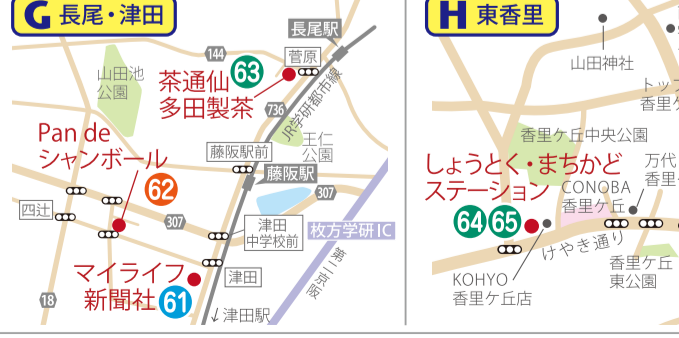 G 長尾・津田
長尾駅
144
菅原
山田池
公園
茶通仙
多田製茶
63
736
JR学研都市線
Pan de
シャンボール
62
王仁
公園
藤阪駅前
藤阪駅
307
四辻
307
津田
中学校前
枚方学研IC
第二京阪
マイライフ
新聞社
61
津田
18
↓津田駅
H 東香里
山田神社
トップ
香里ケ
香里ケ丘中央公園
しょうとく・まちかど
ステーション
64 65
CONOBA
香里ケ丘
万代
香里ケ
けやき通り
KOHYO
香里ケ丘店
香里ケ丘
東公園